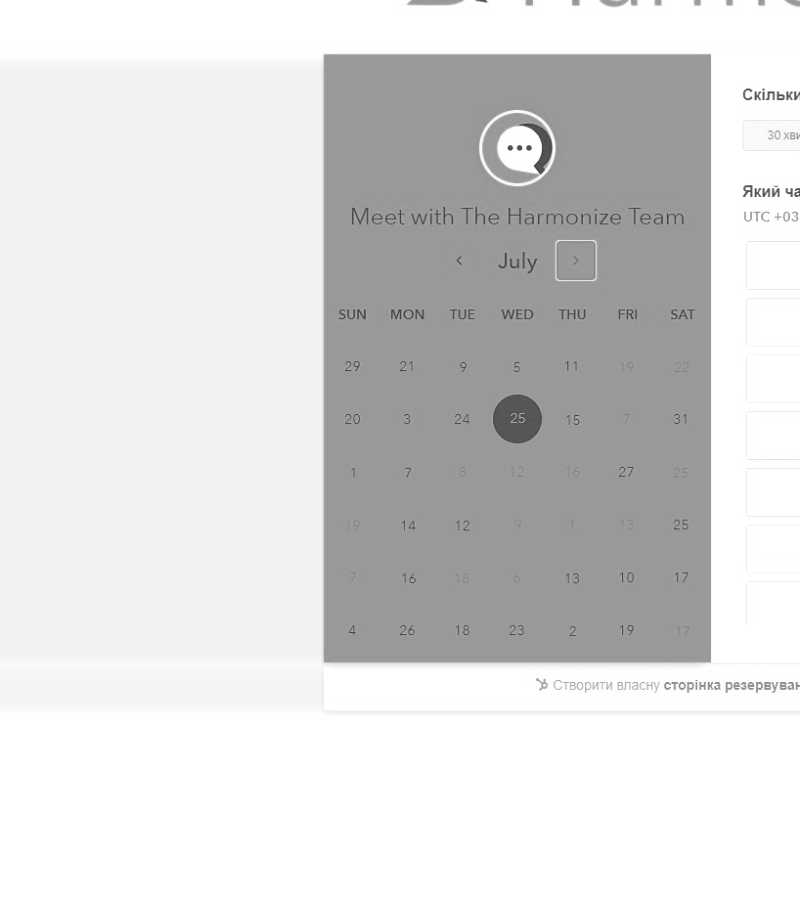 Meet with The Harmonize Team
July
SUN MON TUE WED THU FRI SAT
29 21 9 5 11 19 22
20 3 24 25 15 7 31
1 7 8 12 16 27 25
19 14 12 9 1 13 25
7 16 18 6 13 10 17
4 26 18 23 2 19 17
Скільки
30 хви
Який ча
UTC +03
Створити власну сторінка резервуван